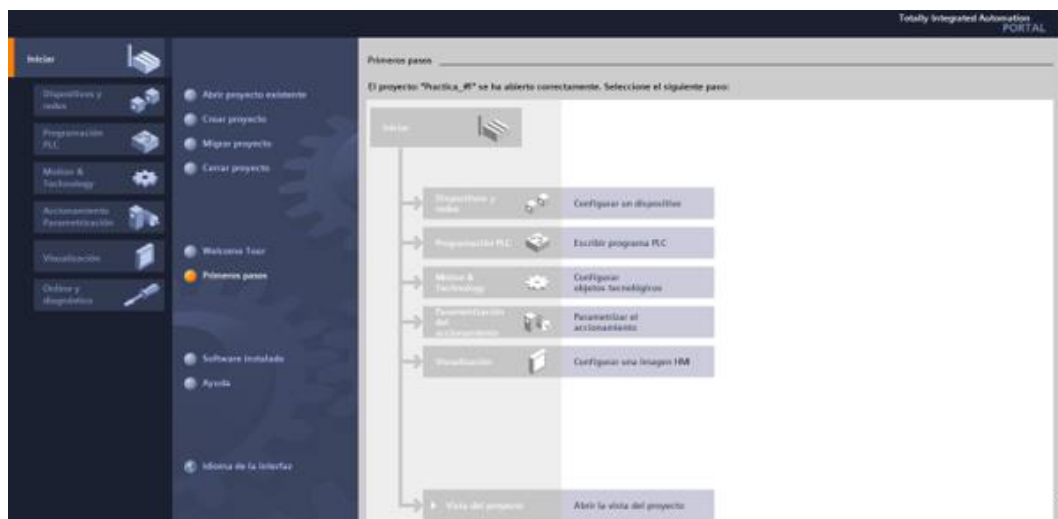 Totally Integrated Automation
PORTAL
Iniciar
Dispositivos y
redes
Programación
PLC
Motion &
Technology
Accionamiento
Parametrización
Visualización
Online y
diagnóstico
Abrir proyecto existente
Crear proyecto
Migrar proyecto
Cerrar proyecto
Welcome Tour
Primeros pasos
Software instalado
Ayuda
Idioma de la interfaz
Primeros pasos
El proyecto: "Practica_#1" se ha abierto correctamente. Seleccione el siguiente paso:
Iniciar
Dispositivos y
redes
Configurar un dispositivo
Programación PLC
Escribir programa PLC
Motion &
Technology
Configurar
objetos tecnológicos
Parametrización
del
accionamiento
Parametrizar el
accionamiento
Visualización
Configurar una imagen HMI
Vista del proyecto
Abrir la vista del proyecto